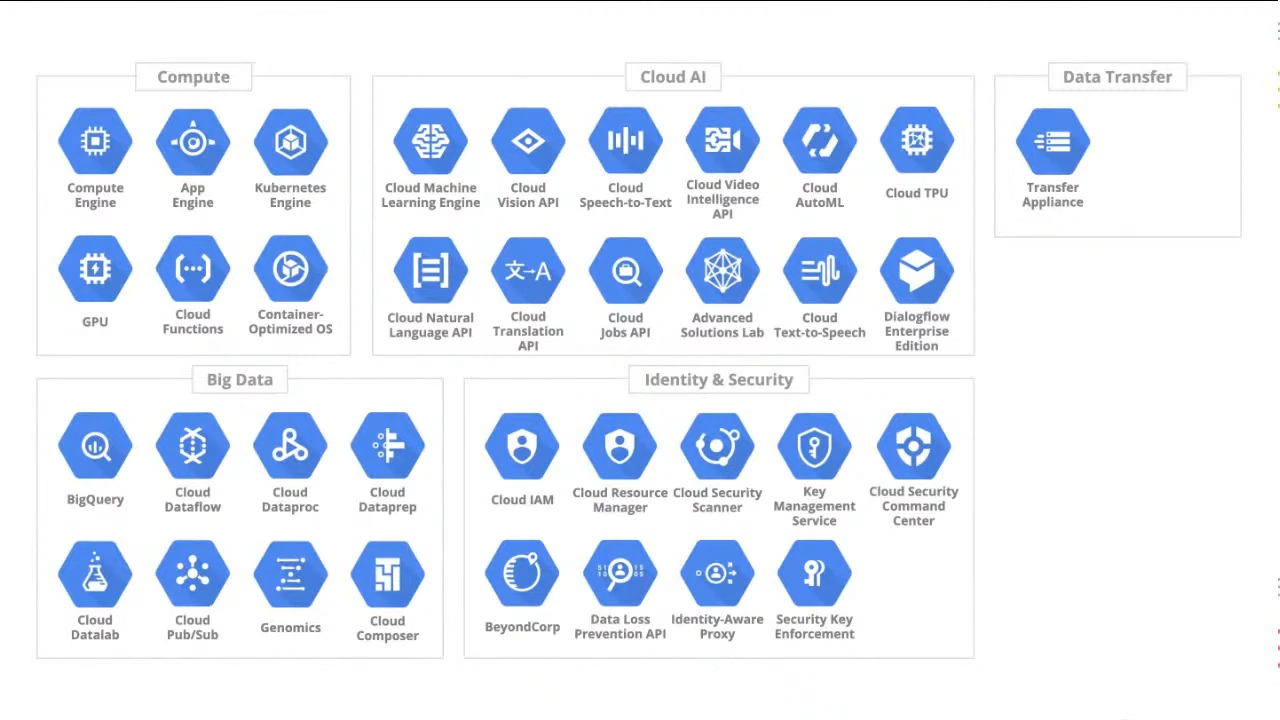 Compute
Compute
Engine
App
Engine
Kubernetes
Engine
GPU
Cloud
Functions
Container-
Optimized OS
Cloud AI
Cloud Machine
Learning Engine
Cloud
Vision API
Cloud
Speech-to-Text
Cloud Video
Intelligence
API
Cloud
AutoML
Cloud TPU
Cloud Natural
Language API
Cloud
Translation
API
Cloud
Jobs API
Advanced
Solutions Lab
Cloud
Text-to-Speech
Dialogflow
Enterprise
Edition
Data Transfer
Transfer
Appliance
Big Data
BigQuery
Cloud
Dataflow
Cloud
Dataproc
Cloud
Dataprep
Cloud
Datalab
Cloud
Pub/Sub
Genomics
Cloud
Composer
Identity & Security
Cloud IAM
Cloud Resource
Manager
Cloud Security
Scanner
Key
Management
Service
Cloud Security
Command
Center
BeyondCorp
Data Loss
Prevention API
Identity-Aware
Proxy
Security Key
Enforcement